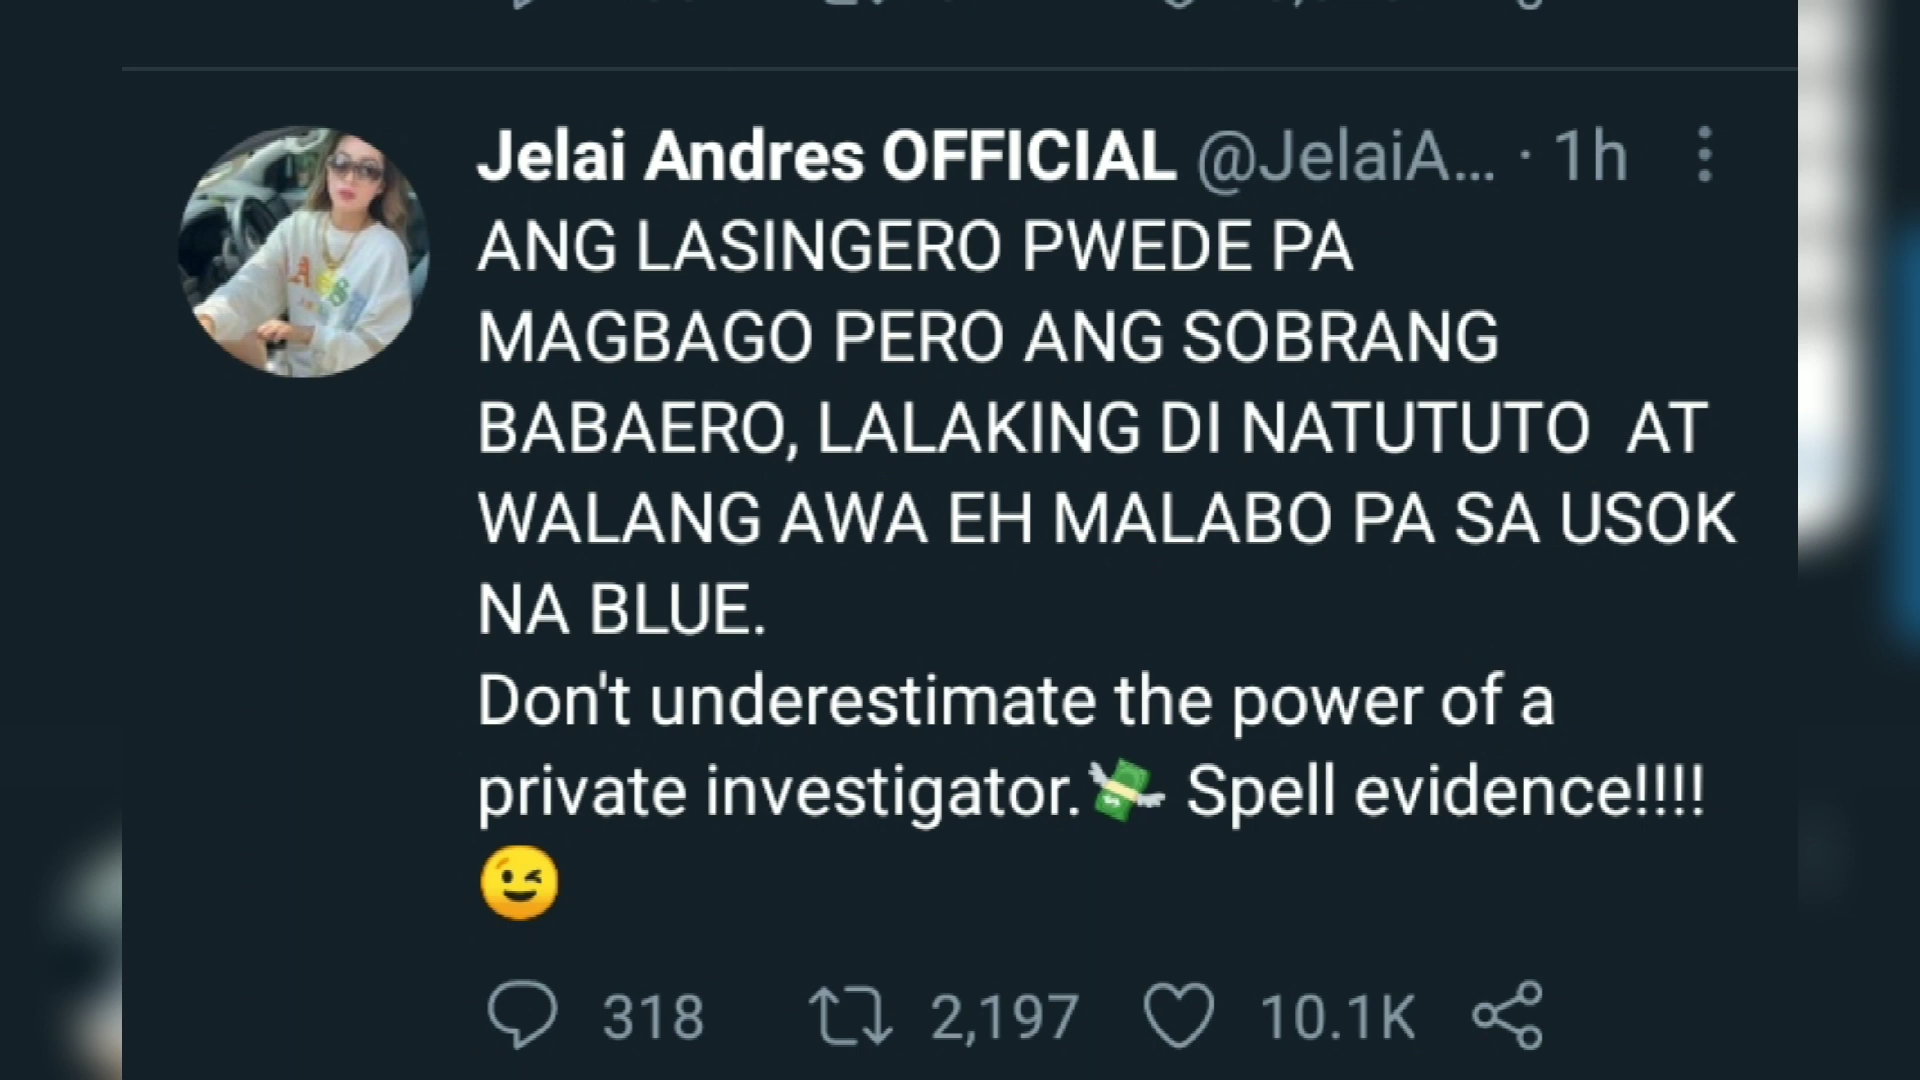 Jelai Andres OFFICIAL @JelaiA... · 1h
ANG LASINGERO PWEDE PA
MAGBAGO PERO ANG SOBRANG
BABAERO, LALAKING DI NATUTUTO AT
WALANG AWA EH MALABO PA SA USOK
NA BLUE.
Don't underestimate the power of a
private investigator.💸 Spell evidence!!!!
😉
318 2,197 10.1K